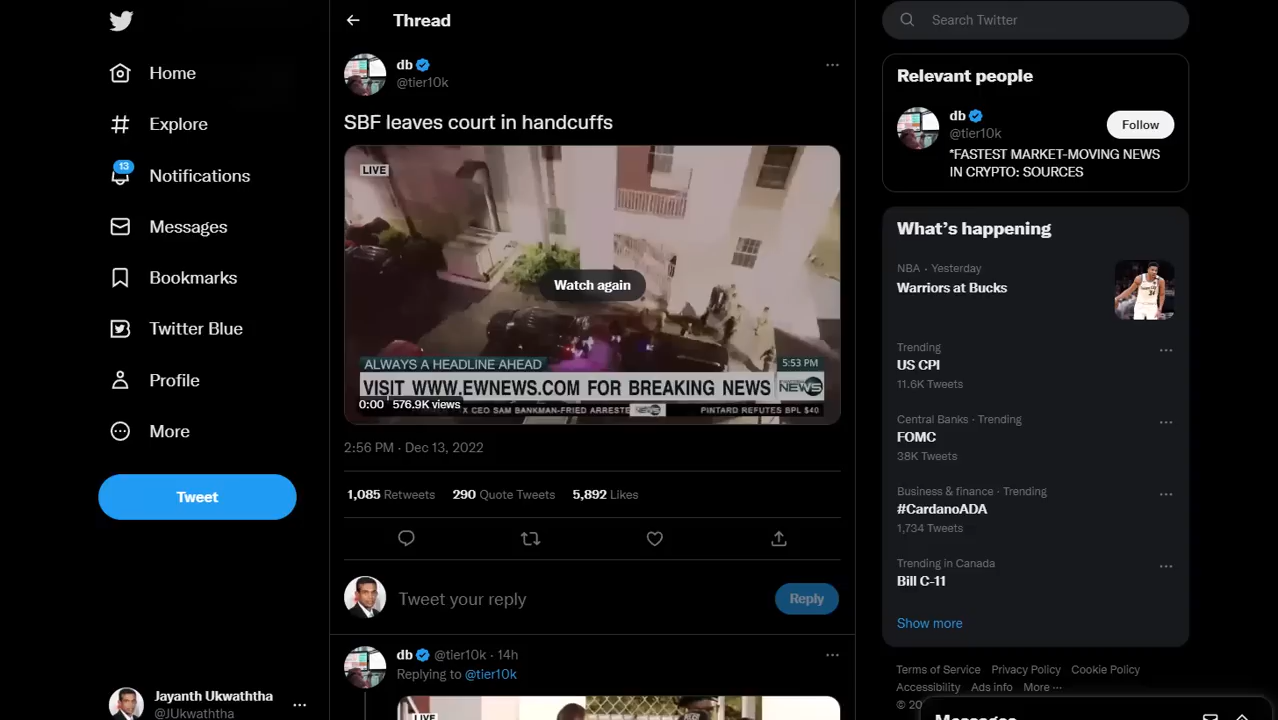 Thread
Search Twitter
13
Home
Explore
Notifications
Messages
Bookmarks
Twitter Blue
Profile
More
Tweet
Jayanth Ukwaththa
@JUkwaththa
db
@tier10k
SBF leaves court in handcuffs
LIVE
Watch again
ALWAYS A HEADLINE AHEAD
5:53 PM
VISIT WWW.EWNEWS.COM FOR BREAKING NEWS
NEWS
0:00 576.9K views
X CEO SAM BANKMAN-FRIED ARRESTE
PINTARD REFUTES BPL $40
2:56 PM · Dec 13, 2022
1,085 Retweets 290 Quote Tweets 5,892 Likes
Tweet your reply
Reply
db @tier10k · 14h
Replying to @tier10k
LIVE
Relevant people
db
@tier10k
Follow
*FASTEST MARKET-MOVING NEWS
IN CRYPTO: SOURCES
What's happening
NBA · Yesterday
Warriors at Bucks
Trending
US CPI
11.6K Tweets
Central Banks · Trending
FOMC
38K Tweets
Business & finance · Trending
#CardanoADA
1,734 Tweets
Trending in Canada
Bill C-11
Show more
Terms of Service Privacy Policy Cookie Policy
Accessibility Ads info More ···
© 20
Messages